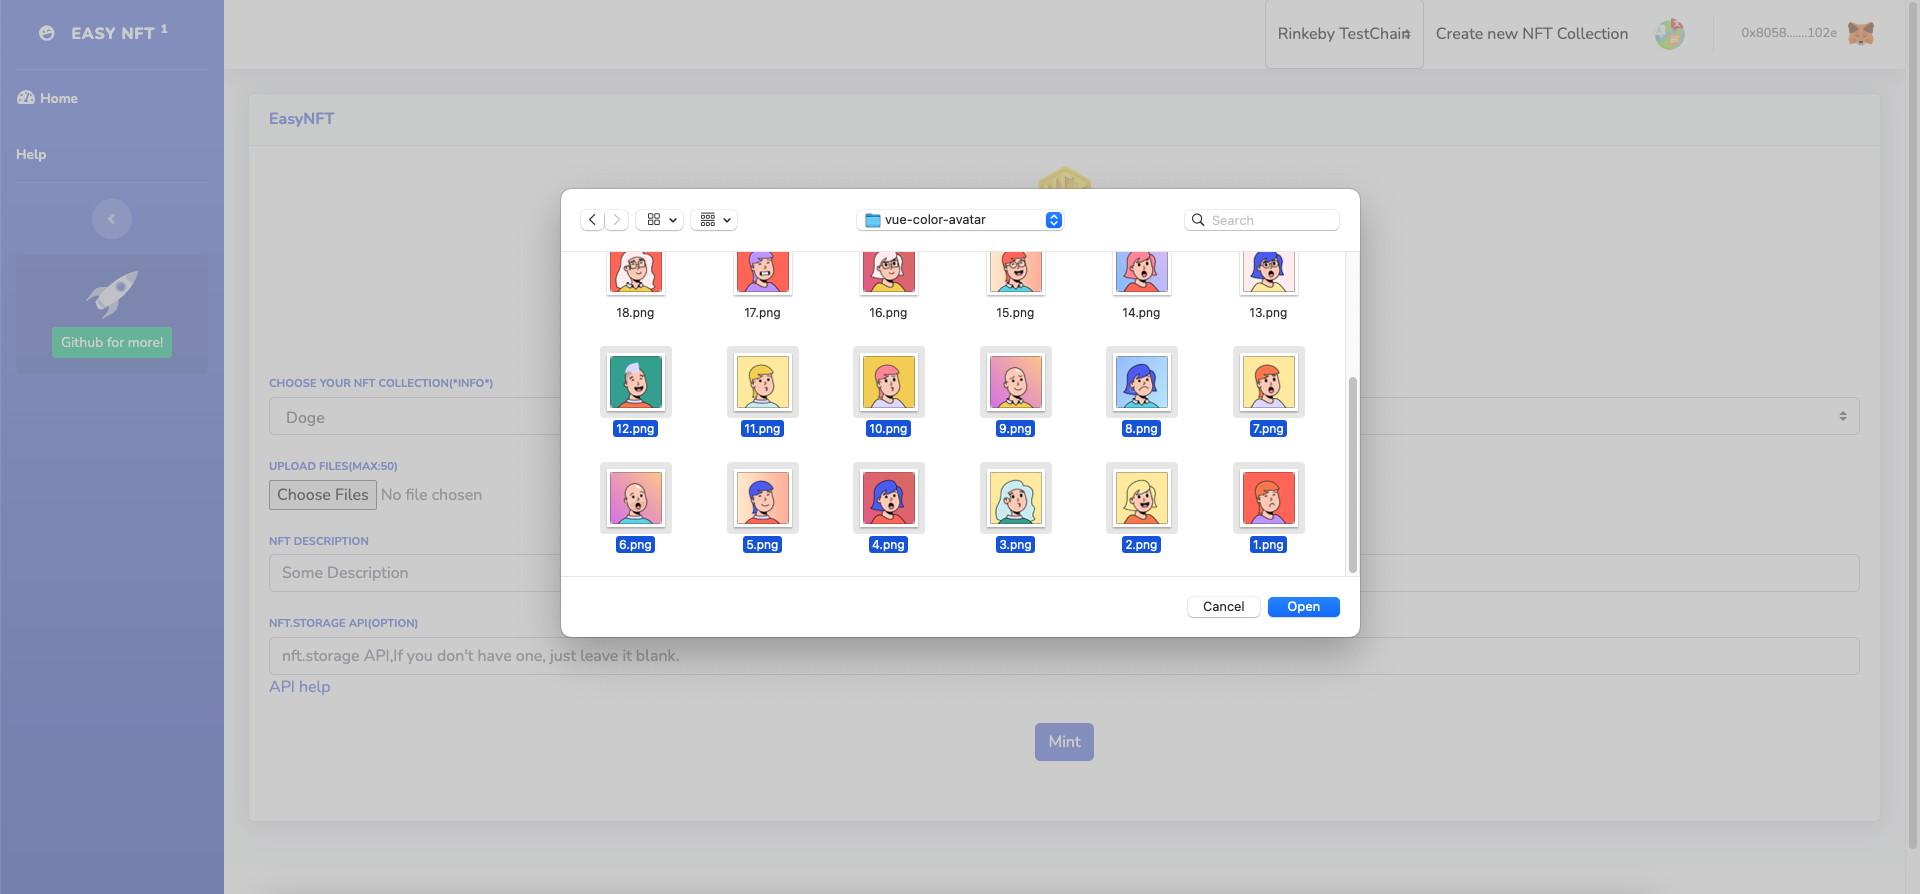 EASY NFT 1
Rinkeby TestChain
Create new NFT Collection
0x8058.......102e
Home
Help
Github for more!
EasyNFT
vue-color-avatar
Search
18.png 17.png 16.png 15.png 14.png 13.png
12.png 11.png 10.png 9.png 8.png 7.png
6.png 5.png 4.png 3.png 2.png 1.png
Cancel Open
CHOOSE YOUR NFT COLLECTION(*INFO*)
Doge
UPLOAD FILES(MAX:50)
Choose Files No file chosen
NFT DESCRIPTION
Some Description
NFT.STORAGE API(OPTION)
nft.storage API,If you don't have one, just leave it blank.
API help
Mint